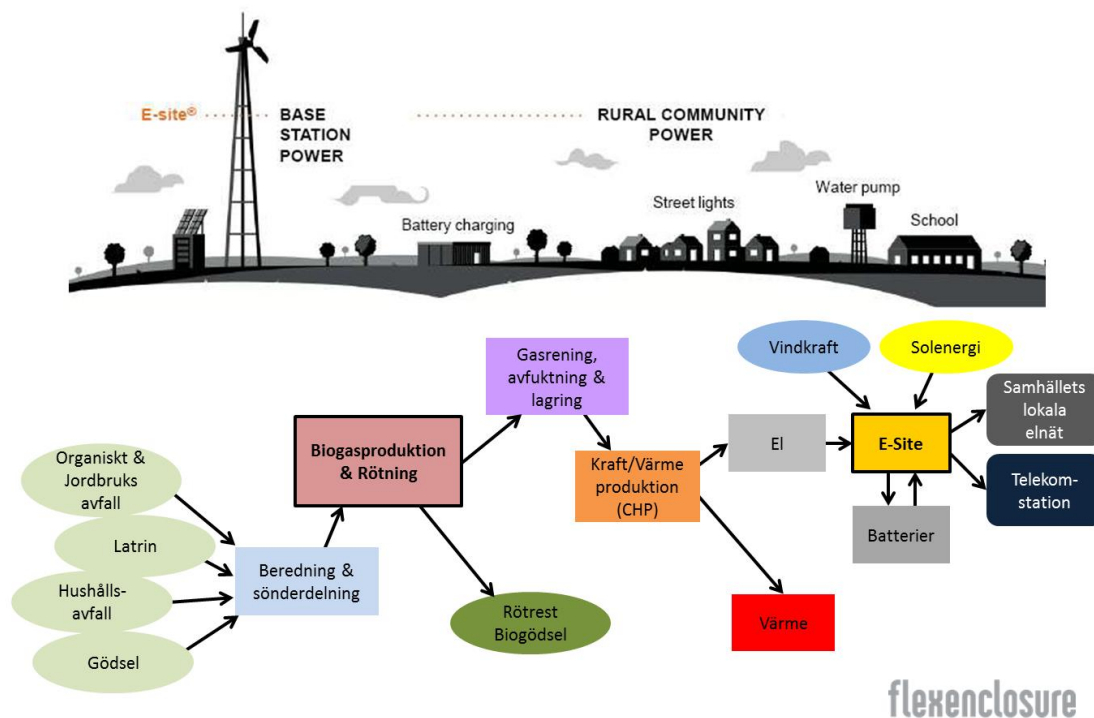 E-site®
BASE
STATION
POWER
RURAL COMMUNITY
POWER
Battery charging
Street lights
Water pump
School
Organiskt &
Jordbruks
avfall
Latrin
Hushålls-
avfall
Gödsel
Beredning &
sönderdelning
Biogasproduktion
& Rötning
Rötrest
Biogödsel
Gasrening,
avfuktning &
lagring
Kraft/Värme
produktion
(CHP)
Värme
El
Vindkraft
Solenergi
E-Site
Batterier
Samhällets
lokala
elnät
Telekom-
station
flexenclosure